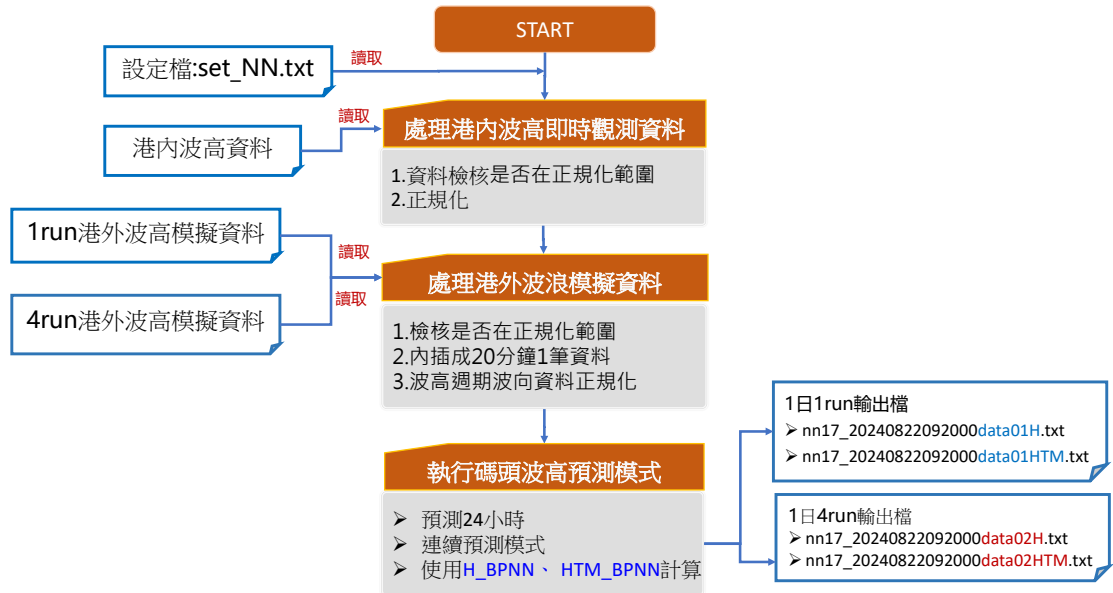 START
設定檔:set_NN.txt
讀取
處理港內波高即時觀測資料
讀取
港內波高資料
1.資料檢核是否在正規化範圍
2.正規化
1run港外波高模擬資料
讀取
處理港外波浪模擬資料
讀取
4run港外波高模擬資料
1.檢核是否在正規化範圍
2.內插成20分鐘1筆資料
3.波高週期波向資料正規化
執行碼頭波高預測模式
➢ 預測24小時
➢ 連續預測模式
➢ 使用H_BPNN、 HTM_BPNN計算
1日1run輸出檔
➢ nn17_20240822092000data01H.txt
➢ nn17_20240822092000data01HTM.txt
1日4run輸出檔
➢ nn17_20240822092000data02H.txt
➢ nn17_20240822092000data02HTM.txt